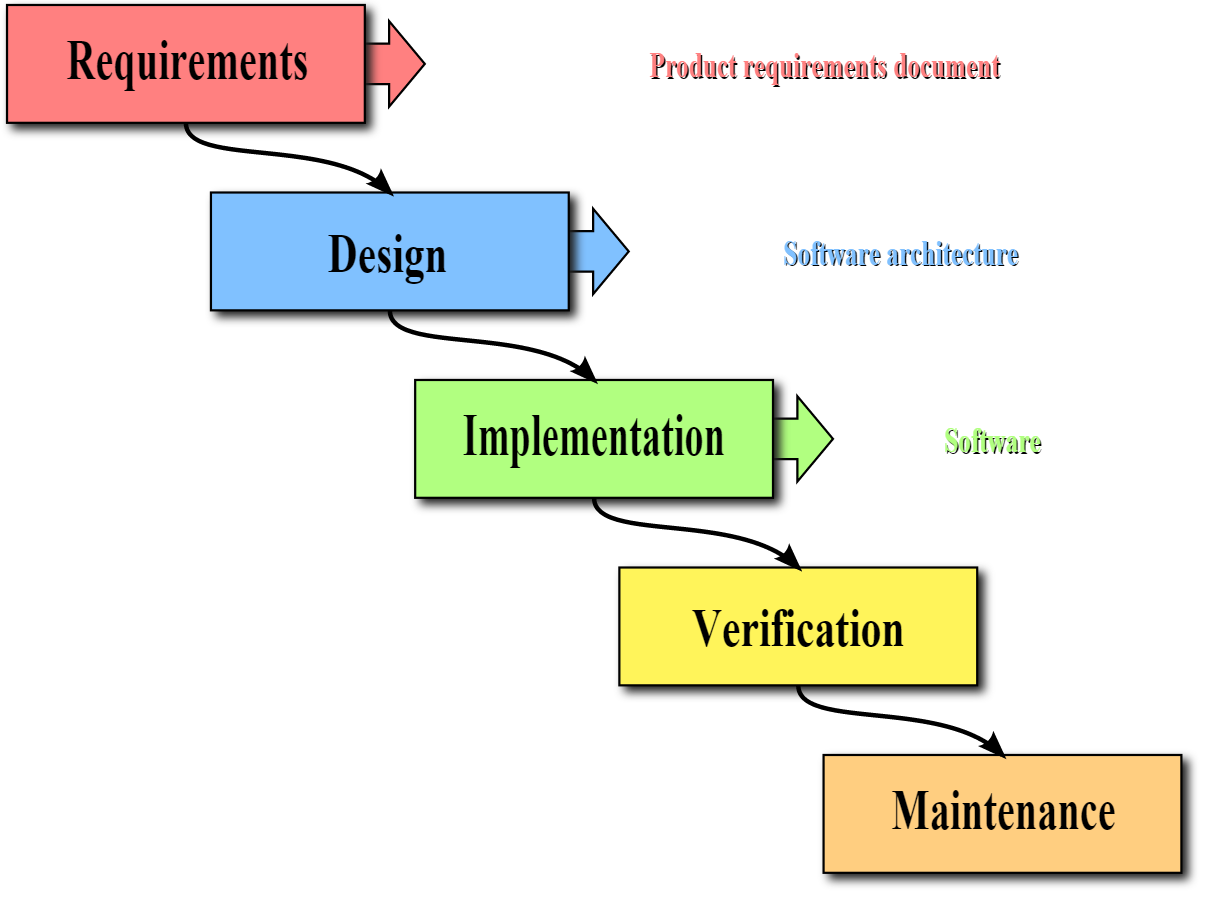 Requirements
Product requirements document
Design
Software architecture
Implementation
Software
Verification
Maintenance